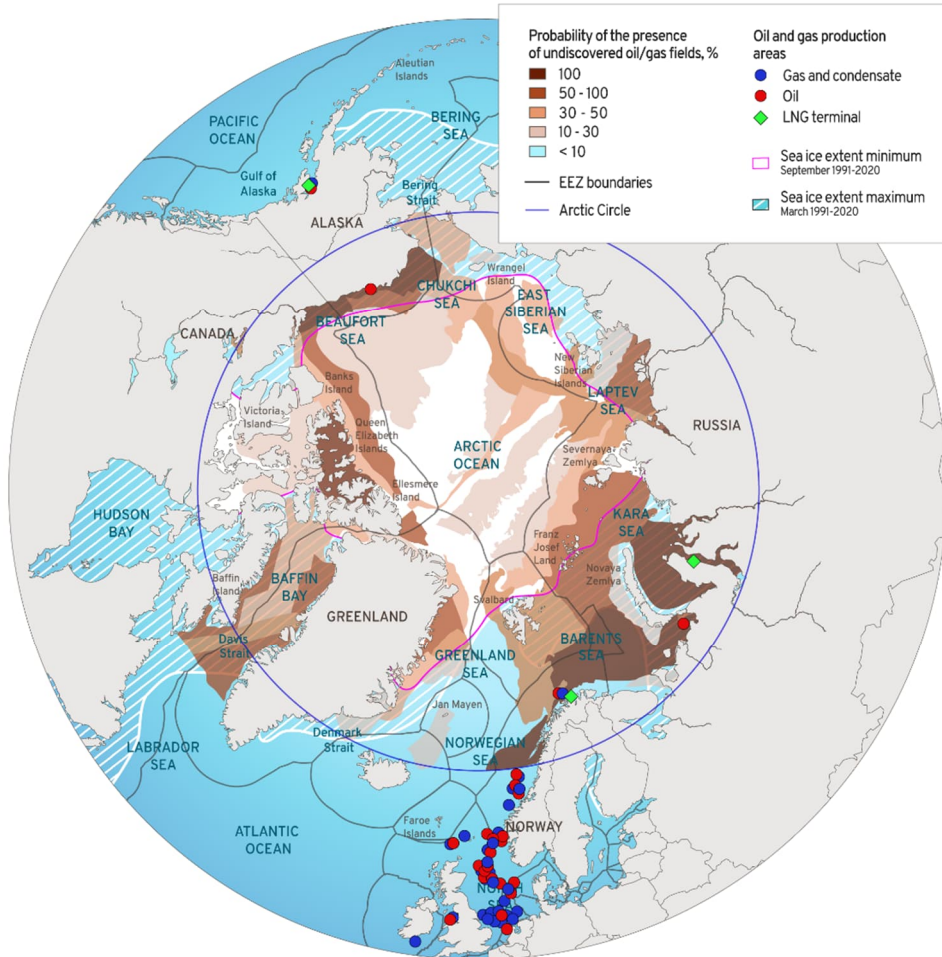 Probability of the presence
of undiscovered oil/gas fields, %
100
50 - 100
30 - 50
10 - 30
< 10
EEZ boundaries
Arctic Circle
Oil and gas production
areas
Gas and condensate
Oil
LNG terminal
Sea ice extent minimum
September 1991-2020
Sea ice extent maximum
March 1991-2020
Aleutian
Islands
PACIFIC
OCEAN
BERING
SEA
Gulf of
Alaska
Bering
Strait
ALASKA
Wrangel
Island
CHUKCHI
SEA
EAST
SIBERIAN
SEA
BEAUFORT
SEA
CANADA
New
Siberian
Islands
Banks
Island
LAPTEV
SEA
Victoria
Island
Queen
Elizabeth
Islands
RUSSIA
ARCTIC
OCEAN
Severnaya
Zemlya
Ellesmere
Island
HUDSON
BAY
KARA
SEA
Franz
Josef
Land
Novaya
Zemlya
Baffin
Island
BAFFIN
BAY
Svalbard
GREENLAND
Davis
Strait
BARENTS
SEA
GREENLAND
SEA
Jan Mayen
Denmark
Strait
NORWEGIAN
SEA
LABRADOR
SEA
ATLANTIC
OCEAN
Faroe
Islands
NORWAY
NORTH
SEA